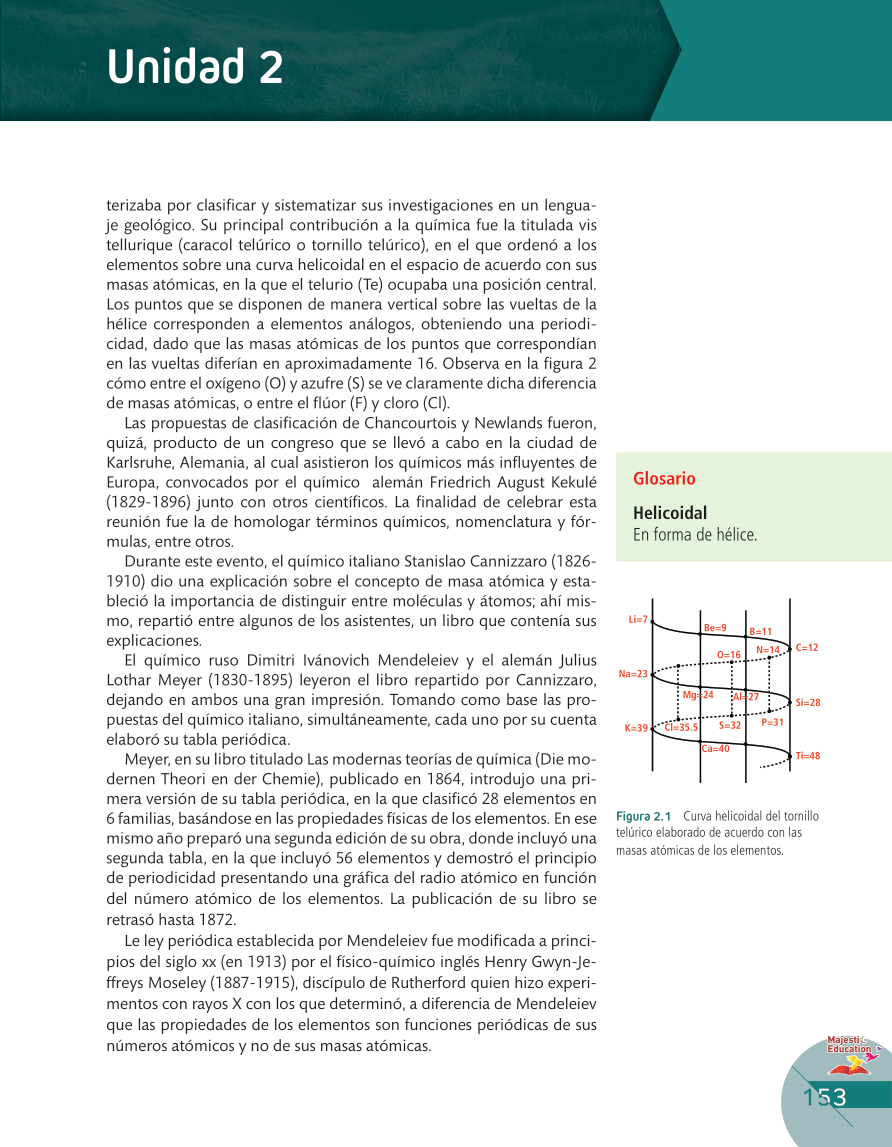 Unidad 2
terizaba por clasificar y sistematizar sus investigaciones en un lengua-
je geológico. Su principal contribución a la química fue la titulada vis
tellurique (caracol telúrico o tornillo telúrico), en el que ordenó a los
elementos sobre una curva helicoidal en el espacio de acuerdo con sus
masas atómicas, en la que el telurio (Te) ocupaba una posición central.
Los puntos que se disponen de manera vertical sobre las vueltas de la
hélice corresponden a elementos análogos, obteniendo una periodi-
cidad, dado que las masas atómicas de los puntos que correspondían
en las vueltas diferían en aproximadamente 16. Observa en la figura 2
cómo entre el oxígeno (O) y azufre (S) se ve claramente dicha diferencia
de masas atómicas, o entre el flúor (F) y cloro (Cl).
Las propuestas de clasificación de Chancourtois y Newlands fueron,
quizá, producto de un congreso que se llevó a cabo en la ciudad de
Karlsruhe, Alemania, al cual asistieron los químicos más influyentes de
Europa, convocados por el químico alemán Friedrich August Kekulé
(1829-1896) junto con otros científicos. La finalidad de celebrar esta
reunión fue la de homologar términos químicos, nomenclatura y fór-
mulas, entre otros.
Durante este evento, el químico italiano Stanislao Cannizzaro (1826-
1910) dio una explicación sobre el concepto de masa atómica y esta-
bleció la importancia de distinguir entre moléculas y átomos; ahí mis-
mo, repartió entre algunos de los asistentes, un libro que contenía sus
explicaciones.
El químico ruso Dimitri Ivánovich Mendeleiev y el alemán Julius
Lothar Meyer (1830-1895) leyeron el libro repartido por Cannizzaro,
dejando en ambos una gran impresión. Tomando como base las pro-
puestas del químico italiano, simultáneamente, cada uno por su cuenta
elaboró su tabla periódica.
Meyer, en su libro titulado Las modernas teorías de química (Die mo-
dernen Theori en der Chemie), publicado en 1864, introdujo una pri-
mera versión de su tabla periódica, en la que clasificó 28 elementos en
6 familias, basándose en las propiedades físicas de los elementos. En ese
mismo año preparó una segunda edición de su obra, donde incluyó una
segunda tabla, en la que incluyó 56 elementos y demostró el principio
de periodicidad presentando una gráfica del radio atómico en función
del número atómico de los elementos. La publicación de su libro se
retrasó hasta 1872.
Le ley periódica establecida por Mendeleiev fue modificada a princi-
pios del siglo xx (en 1913) por el físico-químico inglés Henry Gwyn-Je-
ffreys Moseley (1887-1915), discípulo de Rutherford quien hizo experi-
mentos con rayos X con los que determinó, a diferencia de Mendeleiev
que las propiedades de los elementos son funciones periódicas de sus
números atómicos y no de sus masas atómicas.
Glosario
Helicoidal
En forma de hélice.
Li=7
Be=9
B=11
C=12
N=14
O=16
Na=23
Mg=24
Al=27
Si=28
P=31
S=32
Cl=35.5
K=39
Ca=40
Ti=48
Figura 2.1 Curva helicoidal del tornillo
telúrico elaborado de acuerdo con las
masas atómicas de los elementos.
Majestic
Education
153